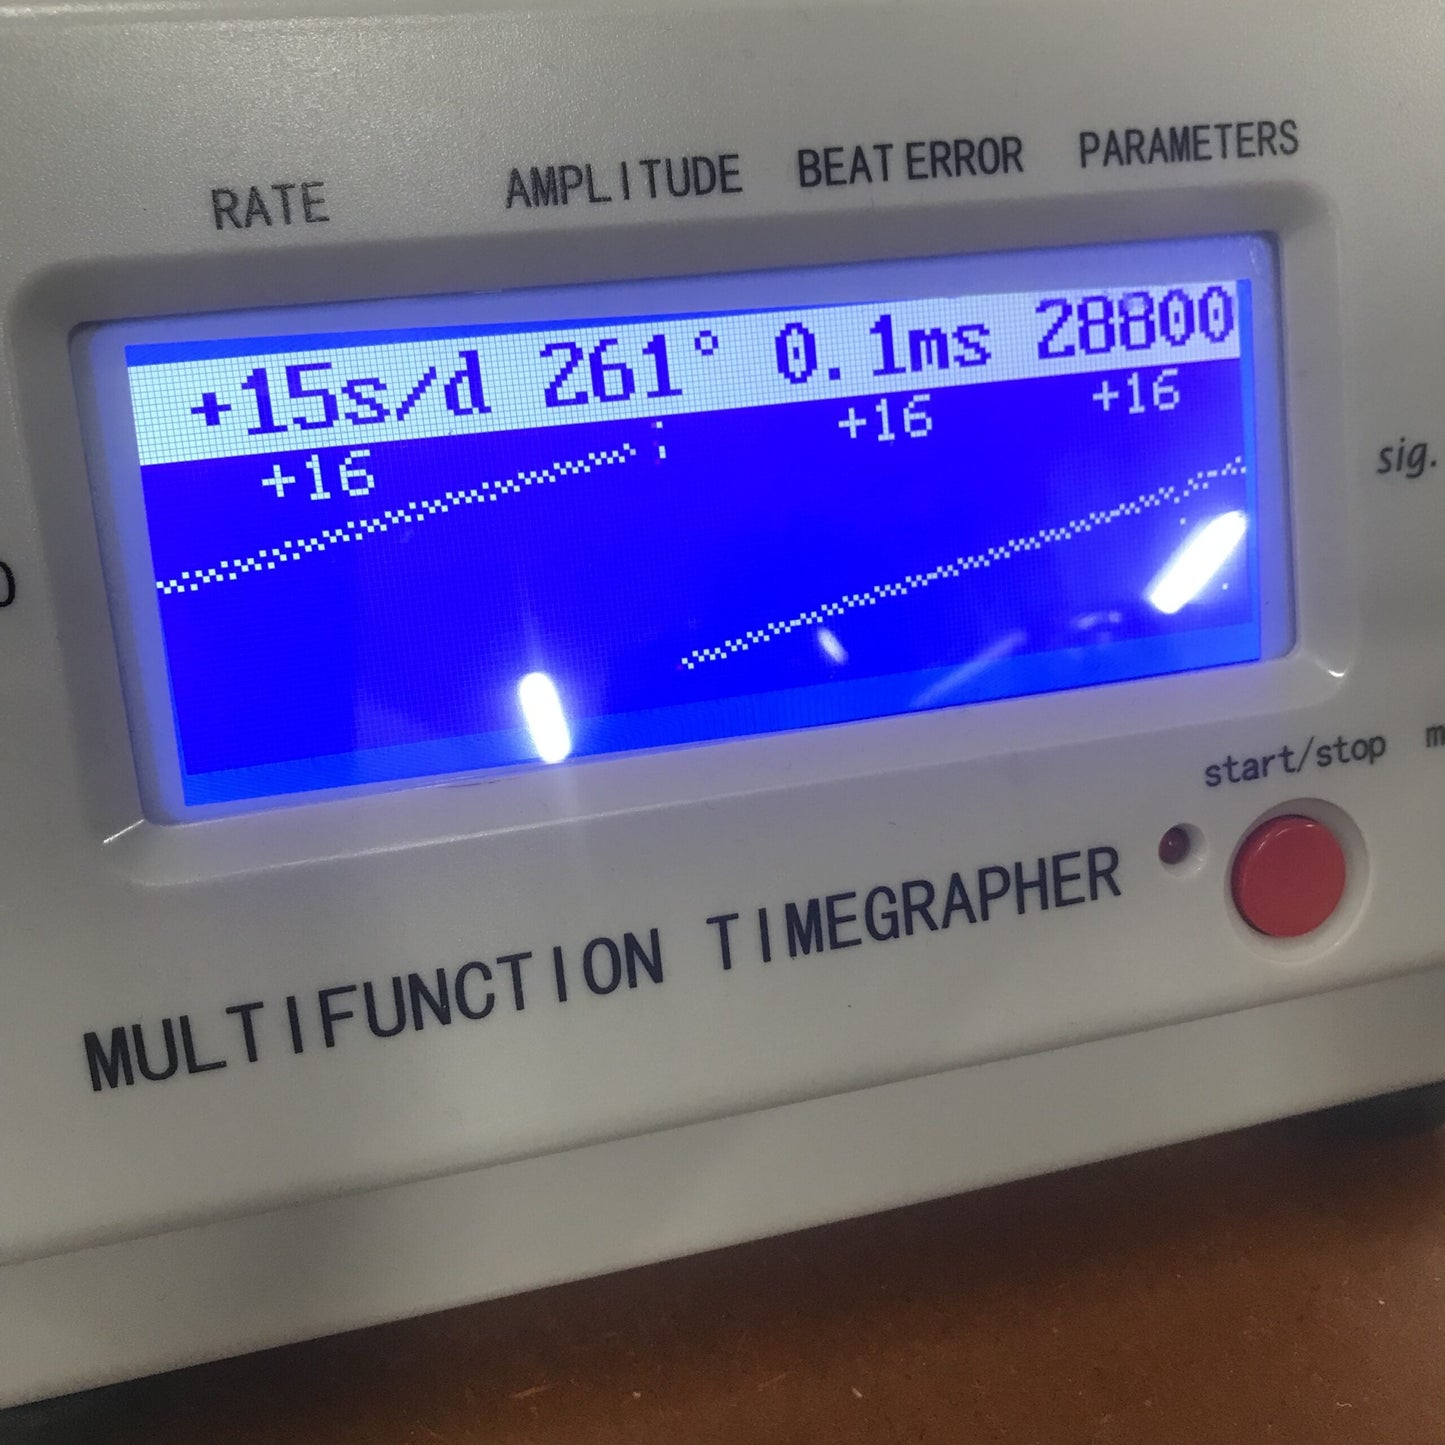 RATE AMPLITUDE BEAT ERROR PARAMETERS
+15s/d 261° 0.1ms 28800
+16 +16 +16
sig.
start/stop
MULTIFUNCTION TIMEGRAPHER